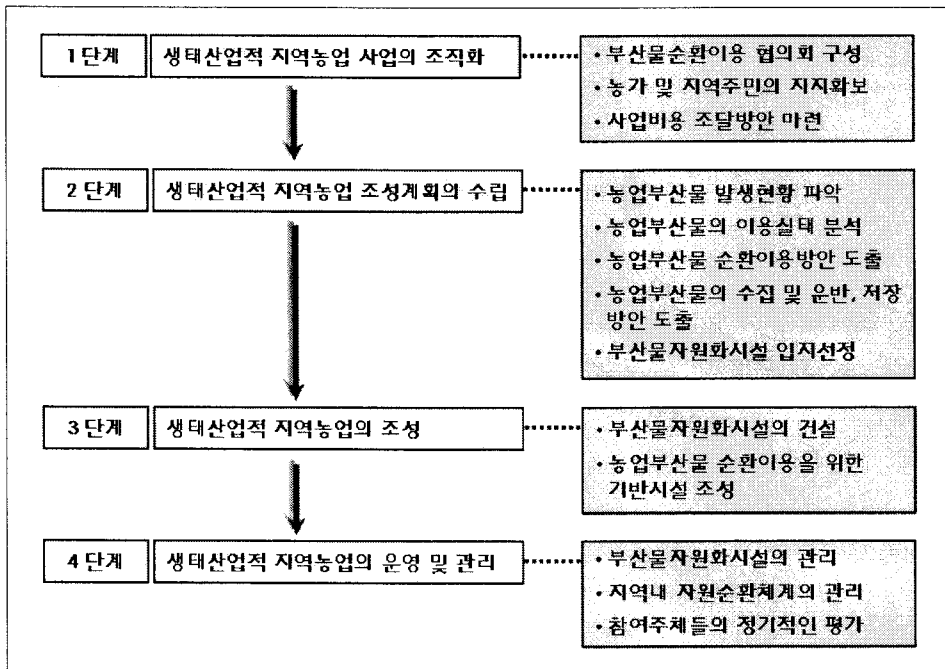 1단계 생태산업적 지역농업 사업의 조직화
• 부산물순환이용 협의회 구성
• 농가 및 지역주민의 지지확보
• 사업비용 조달방안 마련
2 단계 생태산업적 지역농업 조성계획의 수립
• 농업부산물 발생현황 파악
• 농업부산물의 이용실태 분석
• 농업부산물 순환이용방안 도출
• 농업부산물의 수집 및 운반, 저장
방안 도출
• 부산물자원화시설 입지선정
3 단계 생태산업적 지역농업의 조성
• 부산물자원화시설의 건설
• 농업부산물 순환이용을 위한
기반시설 조성
4 단계 생태산업적 지역농업의 운영 및 관리
• 부산물자원화시설의 관리
• 지역내 자원순환체계의 관리
• 참여주체들의 정기적인 평가